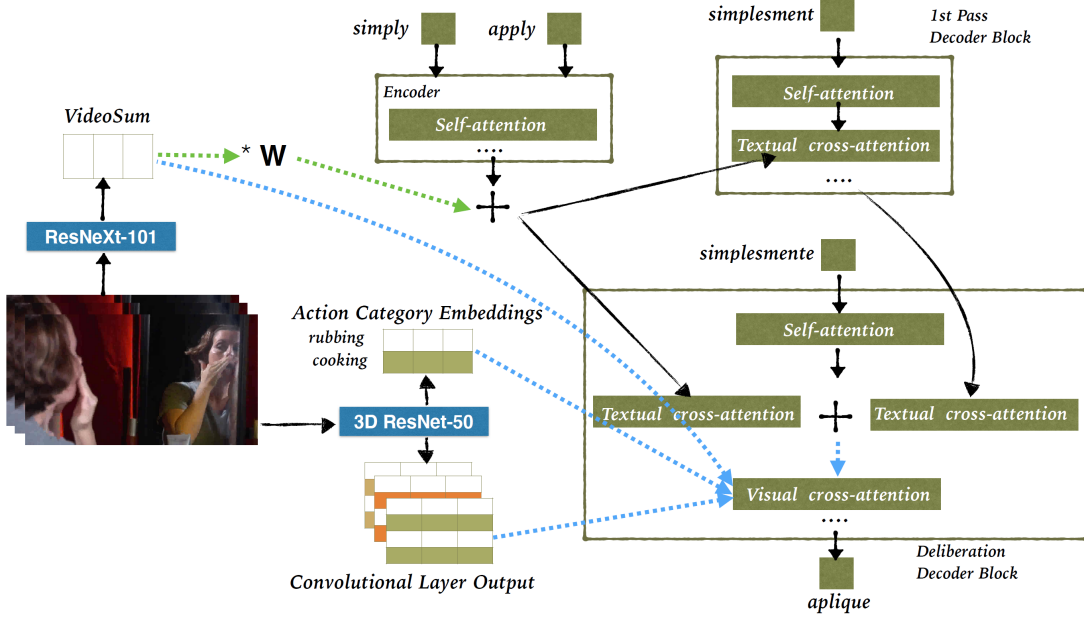 simply
apply
simplesment
1st Pass
Decoder Block
Encoder
Self-attention
....
Self-attention
Textual cross-attention
....
VideoSum
* W
ResNeXt-101
simplesmente
Action Category Embeddings
rubbing
cooking
Self-attention
3D ResNet-50
Textual cross-attention
Textual cross-attention
Visual cross-attention
....
Convolutional Layer Output
Deliberation
Decoder Block
aplique